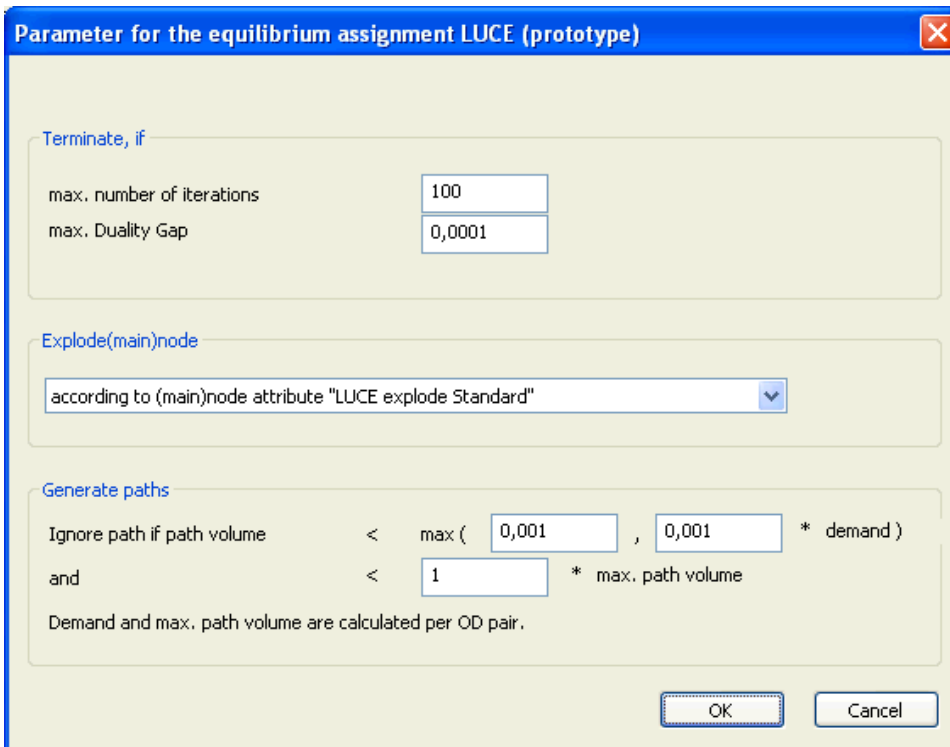 Parameter for the equilibrium assignment LUCE (prototype)
Terminate, if
max. number of iterations 100
max. Duality Gap 0,0001
Explode(main)node
according to (main)node attribute "LUCE explode Standard"
Generate paths
Ignore path if path volume < max ( 0,001 , 0,001 * demand )
and < 1 * max. path volume
Demand and max. path volume are calculated per OD pair.
OK Cancel